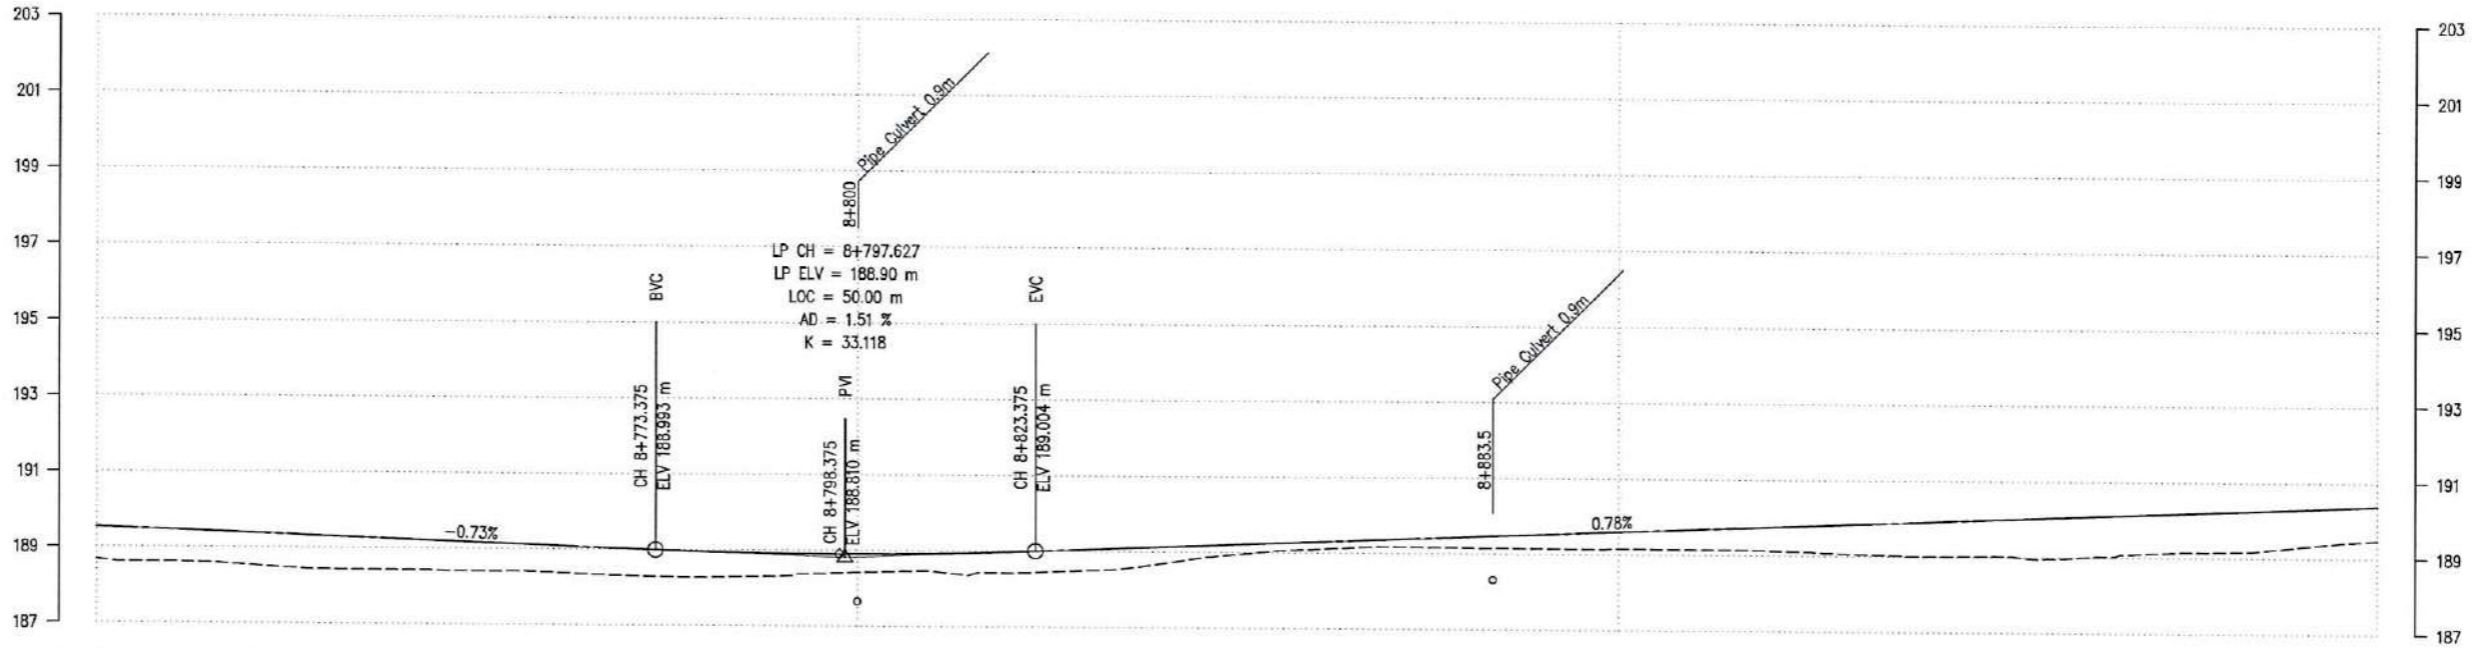 203
201
199
197
195
193
191
189
187
Pipe Culvert 0.9m
8+800
LP CH = 8+797.627
LP ELV = 188.90 m
LOC = 50.00 m
AD = 1.51 %
K = 33.118
BVC
CH 8+773.375
ELV 188.993 m
PVI
CH 8+798.375
ELV 188.810 m
EVC
CH 8+823.375
ELV 189.004 m
Pipe Culvert 0.9m
8+883.5
-0.73%
0.78%
203
201
199
197
195
193
191
189
187